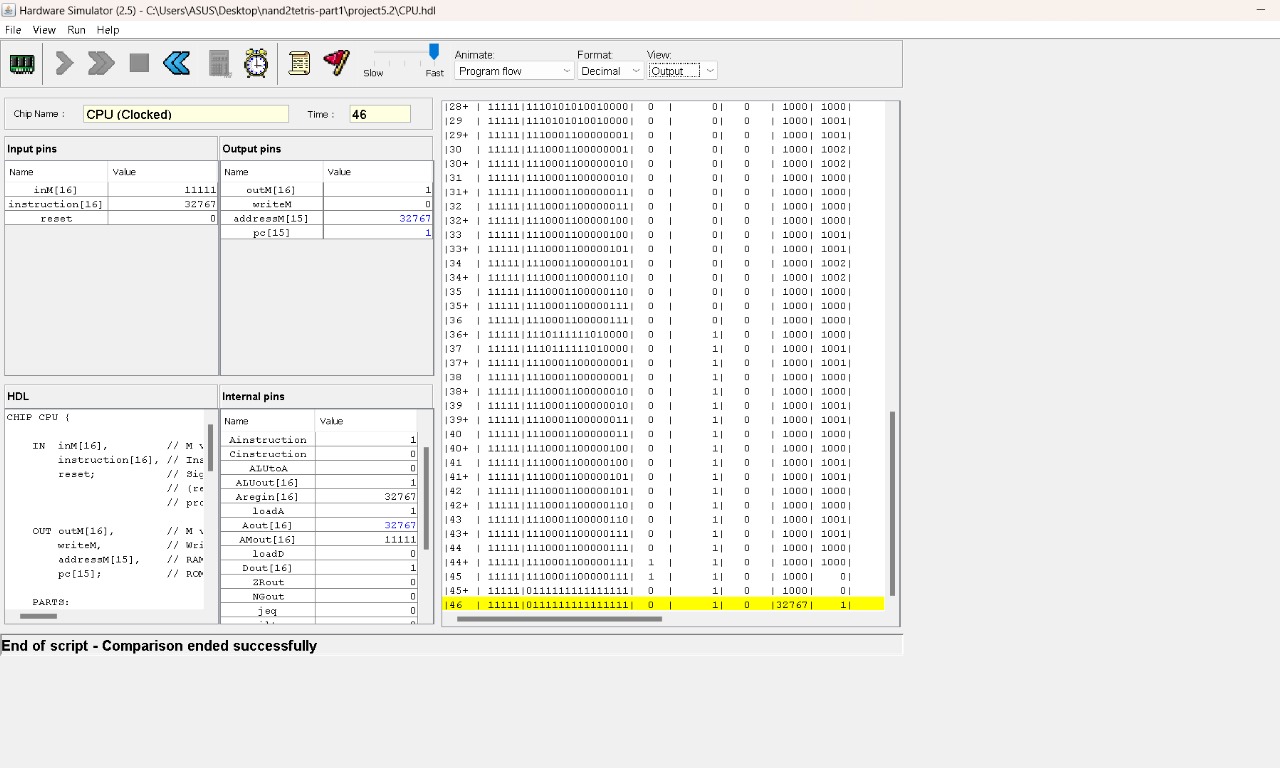 Hardware Simulator (2.5) - C:\Users\ASUS\Desktop\nand2tetris-part1\project5.2\CPU.hdl
File View Run Help
Slow Fast
Animate: Format: View:
Program flow Decimal Output
Chip Name : CPU (Clocked) Time : 46
Input pins
Name Value
inM[16] 11111
instruction[16] 32767
reset 0
Output pins
Name Value
outM[16] 1
writeM 0
addressM[15] 32767
pc[15] 1
HDL
CHIP CPU {
IN inM[16], // M v
instruction[16], // Ins
reset; // Sig
// (re
// pro
OUT outM[16], // M v
writeM, // Wri
addressM[15], // RAM
pc[15]; // ROM
PARTS:
Internal pins
Name Value
Ainstruction 1
Cinstruction 0
ALUtoA 0
ALUout[16] 1
Aregin[16] 32767
loadA 1
Aout[16] 32767
AMout[16] 11111
loadD 0
Dout[16] 1
ZRout 0
NGout 0
jeq 0
|28+ | 11111|1110101010010000| 0 | 0| 0 | 1000| 1000|
|29 | 11111|1110101010010000| 0 | 0| 0 | 1000| 1001|
|29+ | 11111|1110001100000001| 0 | 0| 0 | 1000| 1001|
|30 | 11111|1110001100000001| 0 | 0| 0 | 1000| 1002|
|30+ | 11111|1110001100000010| 0 | 0| 0 | 1000| 1002|
|31 | 11111|1110001100000010| 0 | 0| 0 | 1000| 1000|
|31+ | 11111|1110001100000011| 0 | 0| 0 | 1000| 1000|
|32 | 11111|1110001100000011| 0 | 0| 0 | 1000| 1000|
|32+ | 11111|1110001100000100| 0 | 0| 0 | 1000| 1000|
|33 | 11111|1110001100000100| 0 | 0| 0 | 1000| 1001|
|33+ | 11111|1110001100000101| 0 | 0| 0 | 1000| 1001|
|34 | 11111|1110001100000101| 0 | 0| 0 | 1000| 1002|
|34+ | 11111|1110001100000110| 0 | 0| 0 | 1000| 1002|
|35 | 11111|1110001100000110| 0 | 0| 0 | 1000| 1000|
|35+ | 11111|1110001100000111| 0 | 0| 0 | 1000| 1000|
|36 | 11111|1110001100000111| 0 | 0| 0 | 1000| 1000|
|36+ | 11111|1110111111010000| 0 | 1| 0 | 1000| 1000|
|37 | 11111|1110111111010000| 0 | 1| 0 | 1000| 1001|
|37+ | 11111|1110001100000001| 0 | 1| 0 | 1000| 1001|
|38 | 11111|1110001100000001| 0 | 1| 0 | 1000| 1000|
|38+ | 11111|1110001100000010| 0 | 1| 0 | 1000| 1000|
|39 | 11111|1110001100000010| 0 | 1| 0 | 1000| 1001|
|39+ | 11111|1110001100000011| 0 | 1| 0 | 1000| 1001|
|40 | 11111|1110001100000011| 0 | 1| 0 | 1000| 1000|
|40+ | 11111|1110001100000100| 0 | 1| 0 | 1000| 1000|
|41 | 11111|1110001100000100| 0 | 1| 0 | 1000| 1001|
|41+ | 11111|1110001100000101| 0 | 1| 0 | 1000| 1001|
|42 | 11111|1110001100000101| 0 | 1| 0 | 1000| 1000|
|42+ | 11111|1110001100000110| 0 | 1| 0 | 1000| 1000|
|43 | 11111|1110001100000110| 0 | 1| 0 | 1000| 1001|
|43+ | 11111|1110001100000111| 0 | 1| 0 | 1000| 1001|
|44 | 11111|1110001100000111| 0 | 1| 0 | 1000| 1000|
|44+ | 11111|1110001100000111| 1 | 1| 0 | 1000| 1000|
|45 | 11111|1110001100000111| 1 | 1| 0 | 1000| 0|
|45+ | 11111|0111111111111111| 0 | 1| 0 | 1000| 0|
|46 | 11111|0111111111111111| 0 | 1| 0 |32767| 1|
End of script - Comparison ended successfully